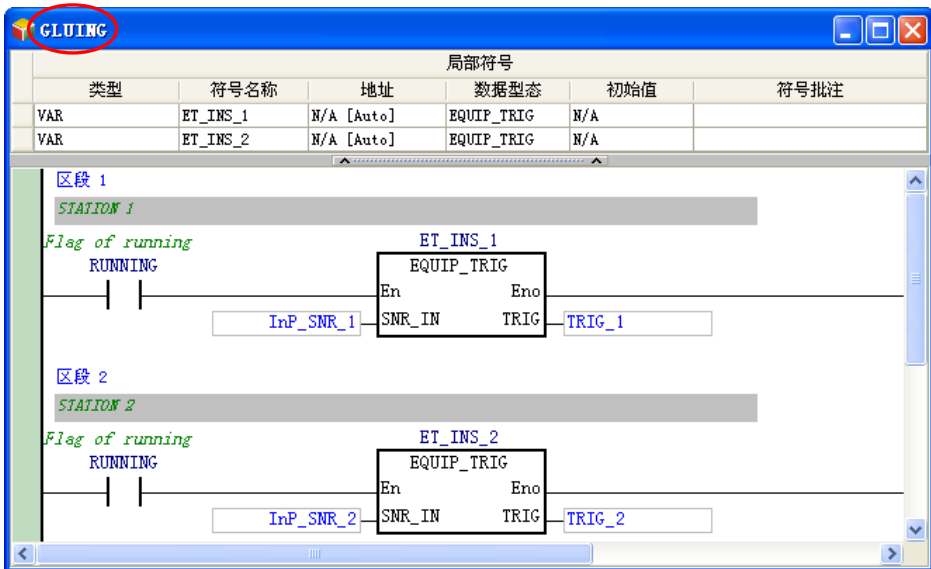 GLUING
局部符号
类型 符号名称 地址 数据型态 初始值 符号批注
VAR ET_INS_1 N/A [Auto] EQUIP_TRIG N/A
VAR ET_INS_2 N/A [Auto] EQUIP_TRIG N/A
区段 1
STATION 1
Flag of running ET_INS_1
RUNNING EQUIP_TRIG
En Eno
InP_SNR_1 SNR_IN TRIG TRIG_1
区段 2
STATION 2
Flag of running ET_INS_2
RUNNING EQUIP_TRIG
En Eno
InP_SNR_2 SNR_IN TRIG TRIG_2